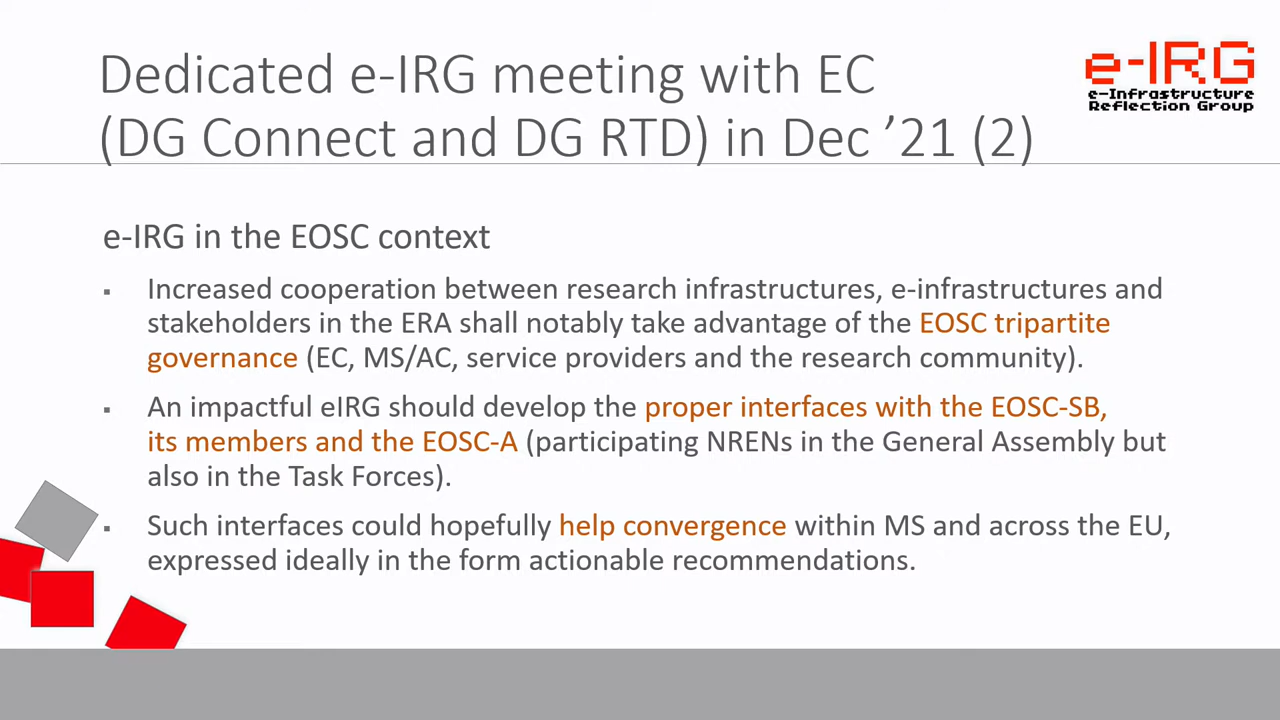 Dedicated e-IRG meeting with EC
(DG Connect and DG RTD) in Dec ’21 (2)
e-IRG
e-Infrastructure
Reflection Group
e-IRG in the EOSC context
▪ Increased cooperation between research infrastructures, e-infrastructures and
stakeholders in the ERA shall notably take advantage of the EOSC tripartite
governance (EC, MS/AC, service providers and the research community).
▪ An impactful eIRG should develop the proper interfaces with the EOSC-SB,
its members and the EOSC-A (participating NRENs in the General Assembly but
also in the Task Forces).
▪ Such interfaces could hopefully help convergence within MS and across the EU,
expressed ideally in the form actionable recommendations.